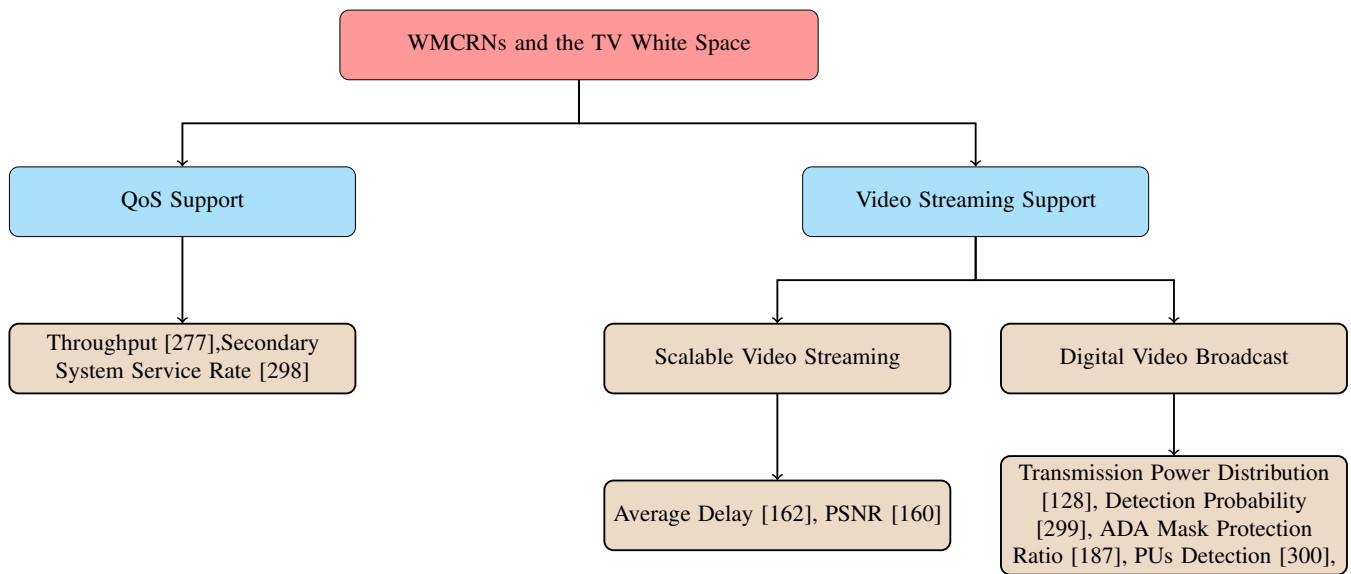 WMCRNs and the TV White Space
QoS Support
Video Streaming Support
Throughput [277],Secondary
System Service Rate [298]
Scalable Video Streaming
Digital Video Broadcast
Average Delay [162], PSNR [160]
Transmission Power Distribution
[128], Detection Probability
[299], ADA Mask Protection
Ratio [187], PUs Detection [300],